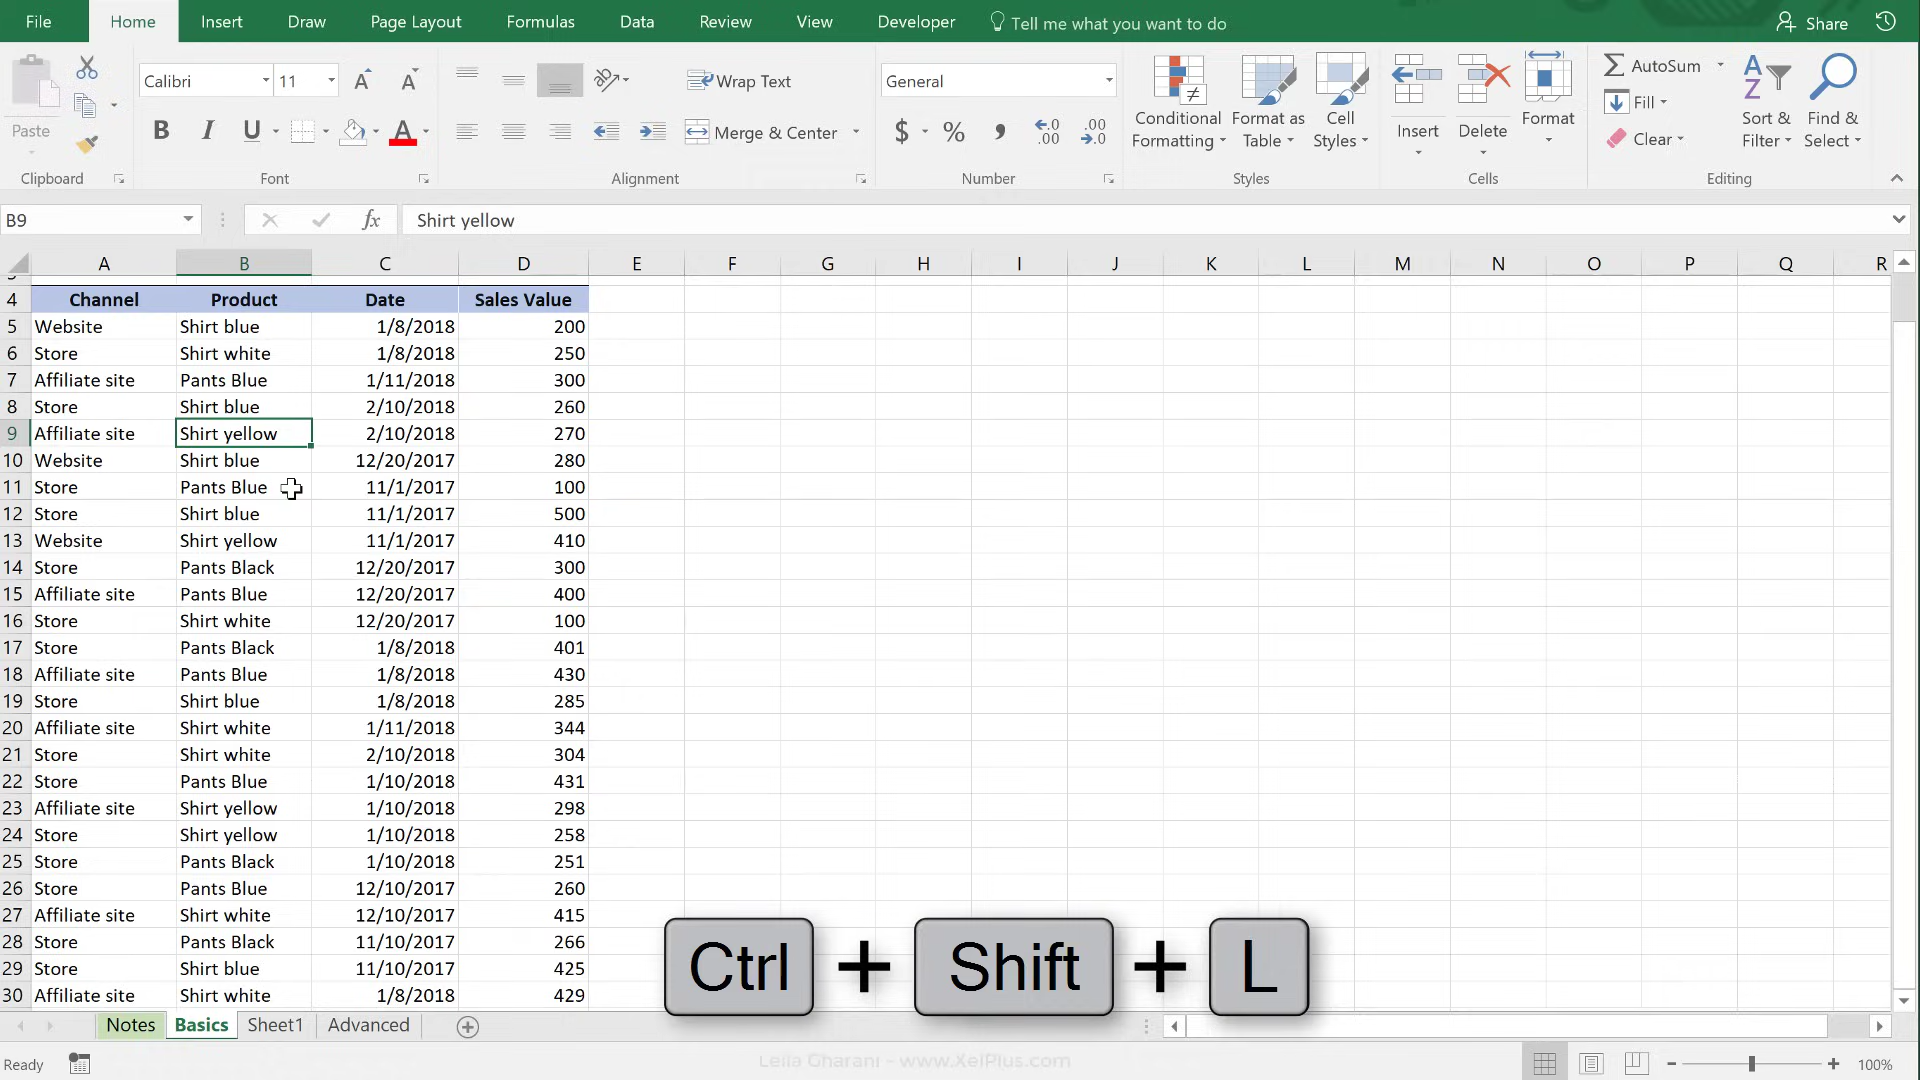 File Home Insert Draw Page Layout Formulas Data Review View Developer Tell me what you want to do Share
Calibri 11 Wrap Text General AutoSum
Paste B I U A Merge & Center $ % , .0 .00 .00 .0 Conditional Formatting Format as Table Cell Styles Insert Delete Format Fill Clear Sort & Filter Find & Select
Clipboard Font Alignment Number Styles Cells Editing
B9 fx Shirt yellow
A B C D E F G H I J K L M N O P Q R
4 Channel Product Date Sales Value
5 Website Shirt blue 1/8/2018 200
6 Store Shirt white 1/8/2018 250
7 Affiliate site Pants Blue 1/11/2018 300
8 Store Shirt blue 2/10/2018 260
9 Affiliate site Shirt yellow 2/10/2018 270
10 Website Shirt blue 12/20/2017 280
11 Store Pants Blue 11/1/2017 100
12 Store Shirt blue 11/1/2017 500
13 Website Shirt yellow 11/1/2017 410
14 Store Pants Black 12/20/2017 300
15 Affiliate site Pants Blue 12/20/2017 400
16 Store Shirt white 12/20/2017 100
17 Store Pants Black 1/8/2018 401
18 Affiliate site Pants Blue 1/8/2018 430
19 Store Shirt blue 1/8/2018 285
20 Affiliate site Shirt white 1/11/2018 344
21 Store Shirt white 2/10/2018 304
22 Store Pants Blue 1/10/2018 431
23 Affiliate site Shirt yellow 1/10/2018 298
24 Store Shirt yellow 1/10/2018 258
25 Store Pants Black 1/10/2018 251
26 Store Pants Blue 12/10/2017 260
27 Affiliate site Shirt white 12/10/2017 415
28 Store Pants Black 11/10/2017 266
29 Store Shirt blue 11/10/2017 425
30 Affiliate site Shirt white 1/8/2018 429
Ctrl + Shift + L
Notes Basics Sheet1 Advanced
Ready Leila Gharani - www.XelPlus.com 100%